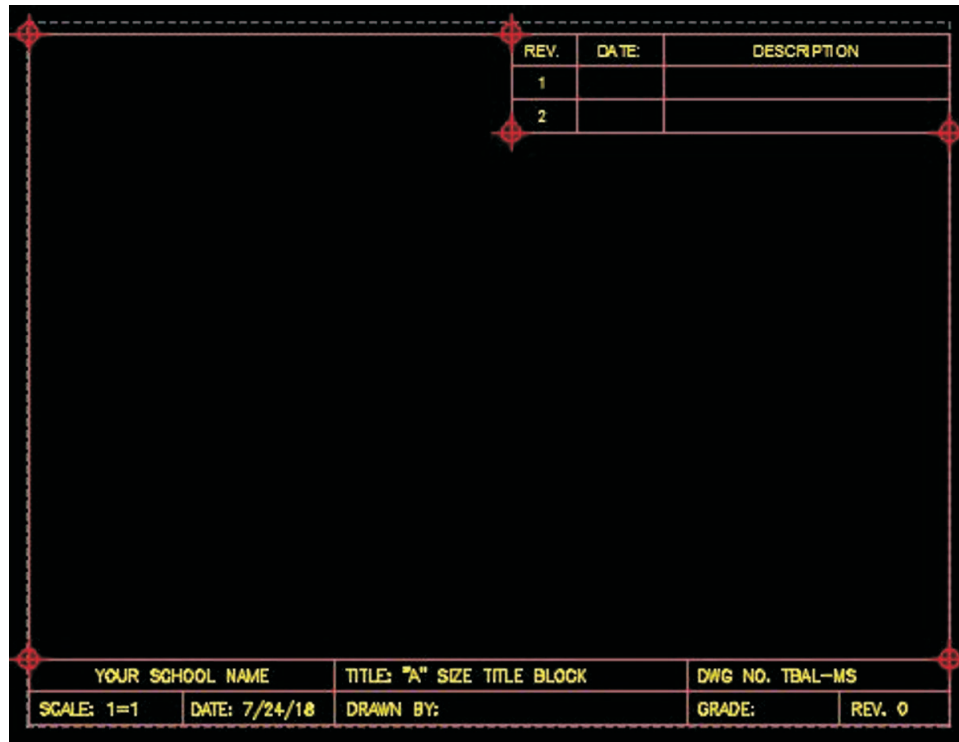 REV. DATE: DESCRIPTION
1
2
YOUR SCHOOL NAME TITLE: "A" SIZE TITLE BLOCK DWG NO. TBAL-MS
SCALE: 1=1 DATE: 7/24/18 DRAWN BY: GRADE: REV. 0